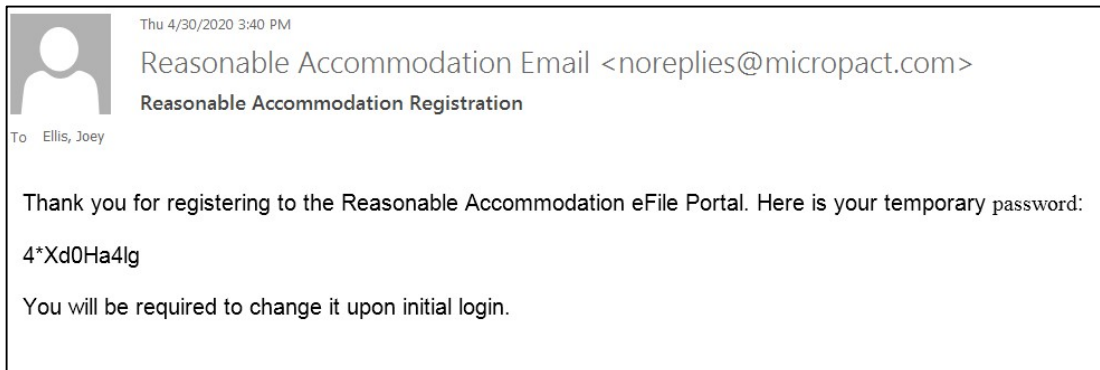 Thu 4/30/2020 3:40 PM
Reasonable Accommodation Email <noreplies@micropact.com>
Reasonable Accommodation Registration
To Ellis, Joey
Thank you for registering to the Reasonable Accommodation eFile Portal. Here is your temporary password:
4*Xd0Ha4lg
You will be required to change it upon initial login.